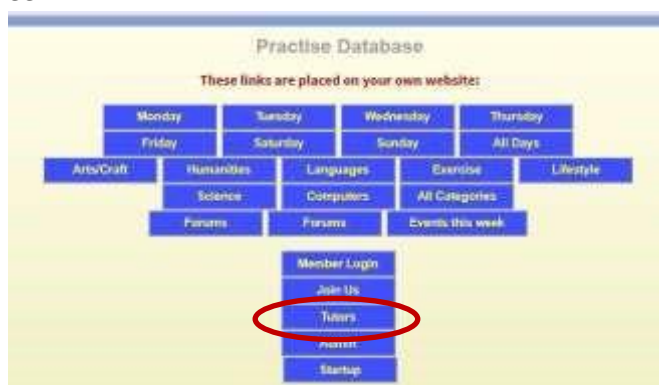 Practise Database
These links are placed on your own website:
Monday Tuesday Wednesday Thursday
Friday Saturday Sunday All Days
Arts/Craft Humanities Languages Exercise Lifestyle
Science Computers All Categories
Forums Forums Events this week
Member Login
Join Us
Tutors
Admin
Startup